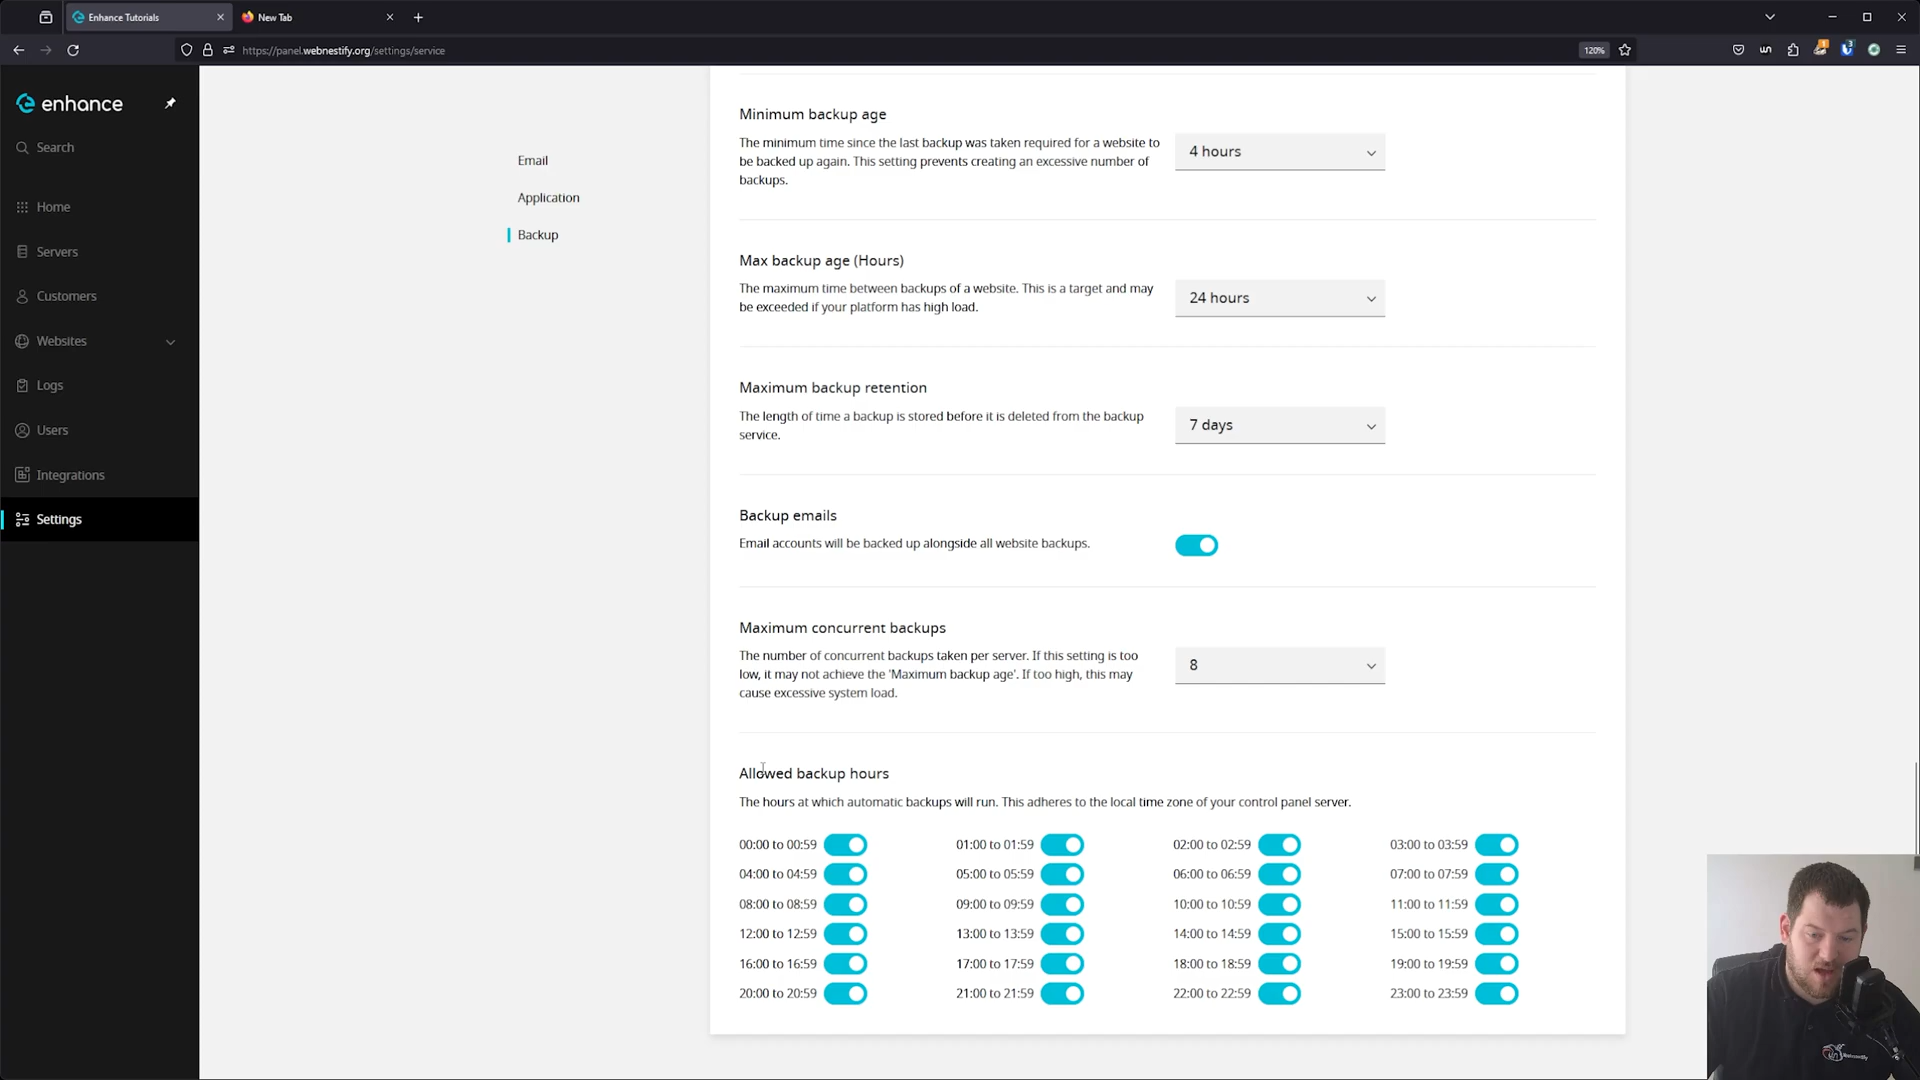 Enhance Tutorials
New Tab
https://panel.webnestify.org/settings/service
120%
enhance
Search
Home
Servers
Customers
Websites
Logs
Users
Integrations
Settings
Email
Application
Backup
Minimum backup age
The minimum time since the last backup was taken required for a website to
be backed up again. This setting prevents creating an excessive number of
backups.
4 hours
Max backup age (Hours)
The maximum time between backups of a website. This is a target and may
be exceeded if your platform has high load.
24 hours
Maximum backup retention
The length of time a backup is stored before it is deleted from the backup
service.
7 days
Backup emails
Email accounts will be backed up alongside all website backups.
Maximum concurrent backups
The number of concurrent backups taken per server. If this setting is too
low, it may not achieve the 'Maximum backup age'. If too high, this may
cause excessive system load.
8
Allowed backup hours
The hours at which automatic backups will run. This adheres to the local time zone of your control panel server.
00:00 to 00:59 01:00 to 01:59 02:00 to 02:59 03:00 to 03:59
04:00 to 04:59 05:00 to 05:59 06:00 to 06:59 07:00 to 07:59
08:00 to 08:59 09:00 to 09:59 10:00 to 10:59 11:00 to 11:59
12:00 to 12:59 13:00 to 13:59 14:00 to 14:59 15:00 to 15:59
16:00 to 16:59 17:00 to 17:59 18:00 to 18:59 19:00 to 19:59
20:00 to 20:59 21:00 to 21:59 22:00 to 22:59 23:00 to 23:59